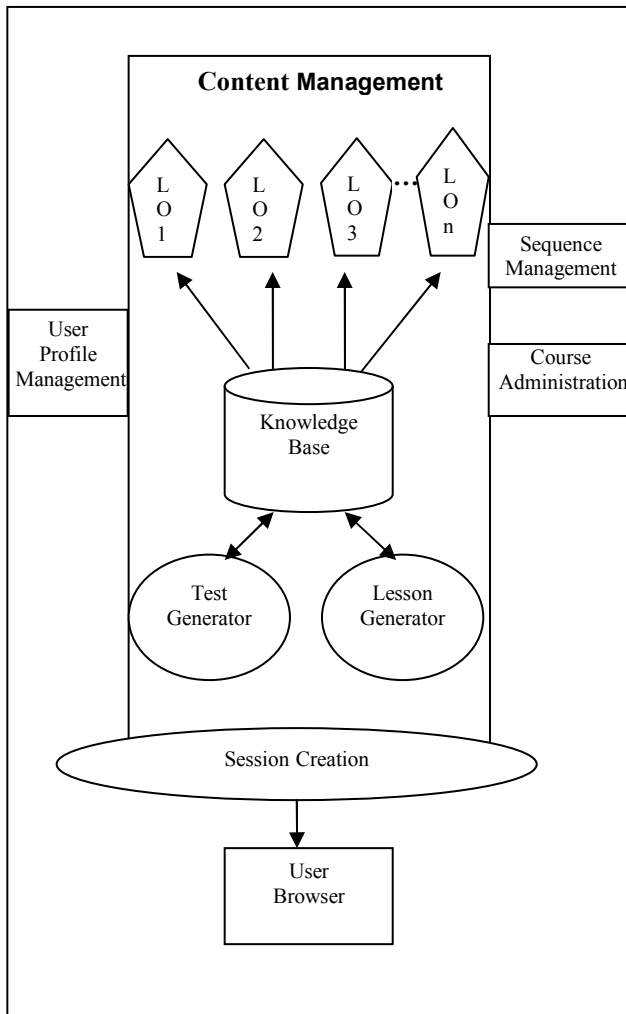 Content Management
L
O
1
L
O
2
L
O
3
...
L
O
n
Sequence
Management
User
Profile
Management
Course
Administration
Knowledge
Base
Test
Generator
Lesson
Generator
Session Creation
User
Browser